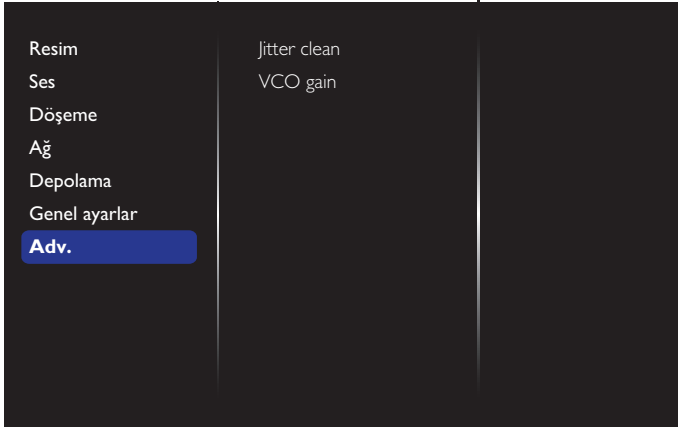 Resim
Ses
Döşeme
Ağ
Depolama
Genel ayarlar
Adv.
Jitter clean
VCO gain